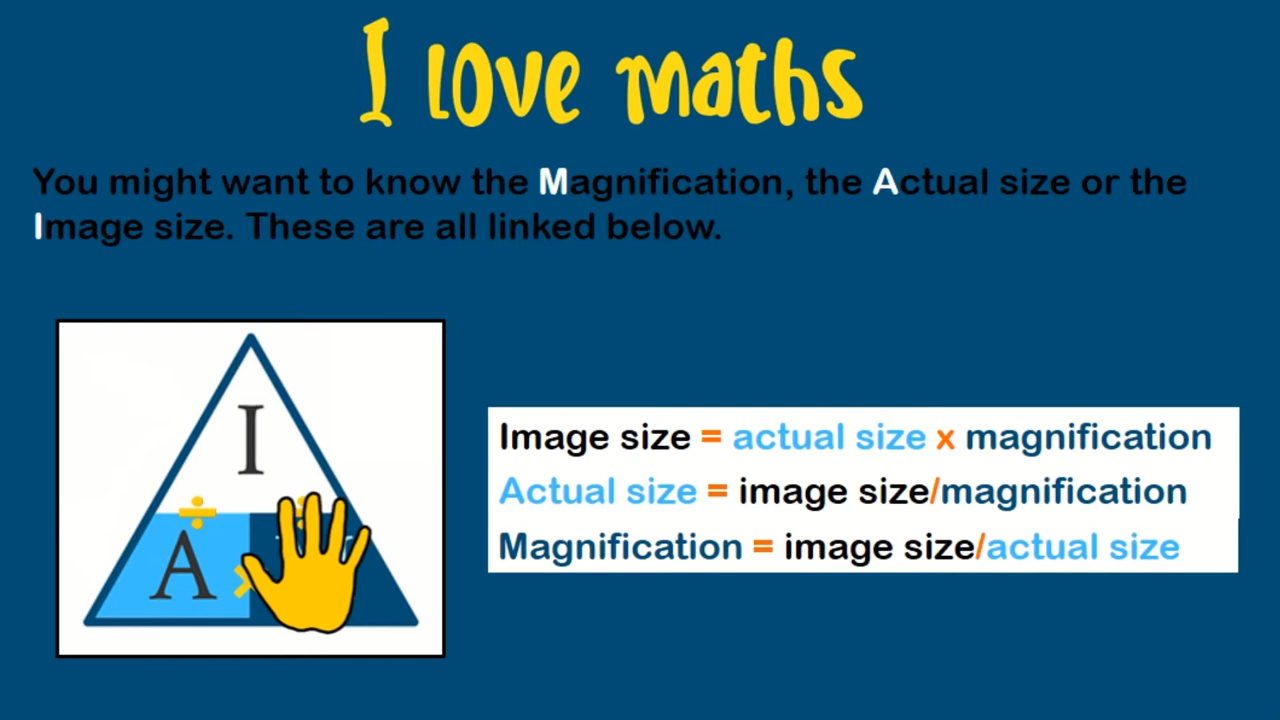 I love maths
You might want to know the Magnification, the Actual size or the
Image size. These are all linked below.
I
÷
A
Image size = actual size x magnification
Actual size = image size/magnification
Magnification = image size/actual size